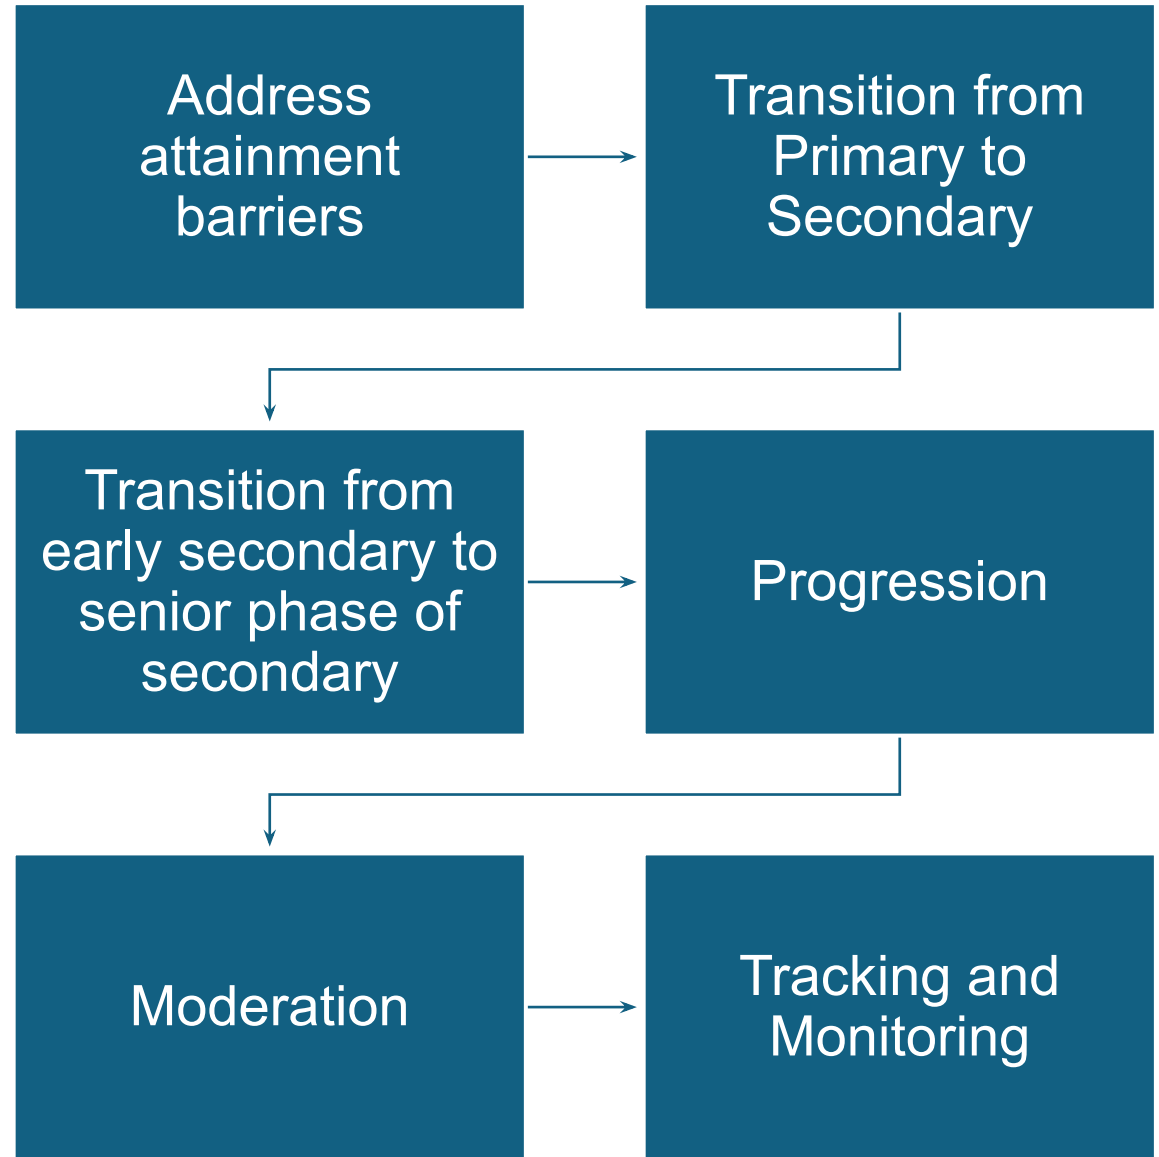 Address
attainment
barriers
Transition from
Primary to
Secondary
Transition from
early secondary to
senior phase of
secondary
Progression
Moderation
Tracking and
Monitoring